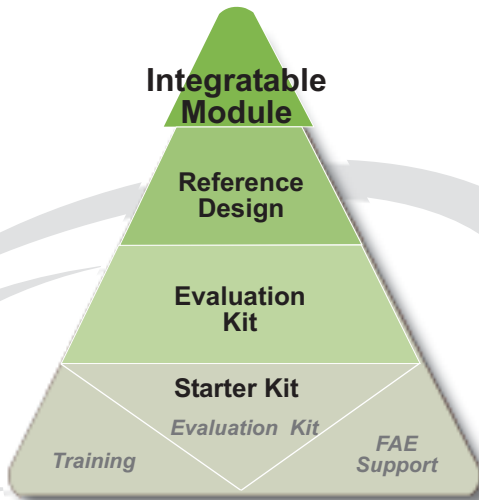 Integratable
Module
Reference
Design
Evaluation
Kit
Starter Kit
Evaluation Kit
Training
FAE
Support